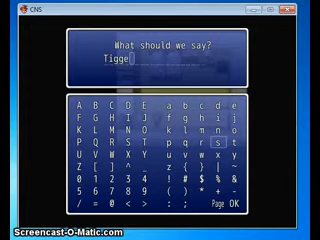 CNS
What should we say?
Tigge
A B C D E a b c d e
F G H I J f g h i j
K L M N O k l m n o
P Q R S T p q r s t
U V W X Y u v w x y
Z [ ] ^ _ z { } | ~
0 1 2 3 4 ! # $ % &
5 6 7 8 9 ( ) * + -
/ = @ < > : ; Page OK
Screencast-O-Matic.com